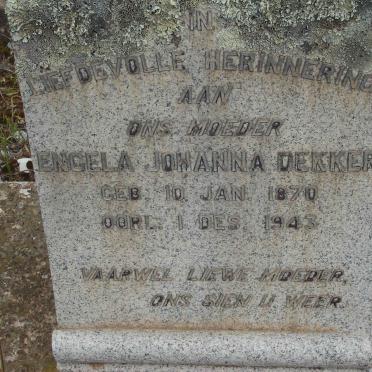 IN
LIEFDEVOLLE HERINNERING
AAN
ONS MOEDER
ENGELA JOHANNA DEKKER
GEB. 10 JAN. 1870
OORL. 1 DES. 1943
VAARWEL LIEWE MOEDER,
ONS SIEN U WEER.